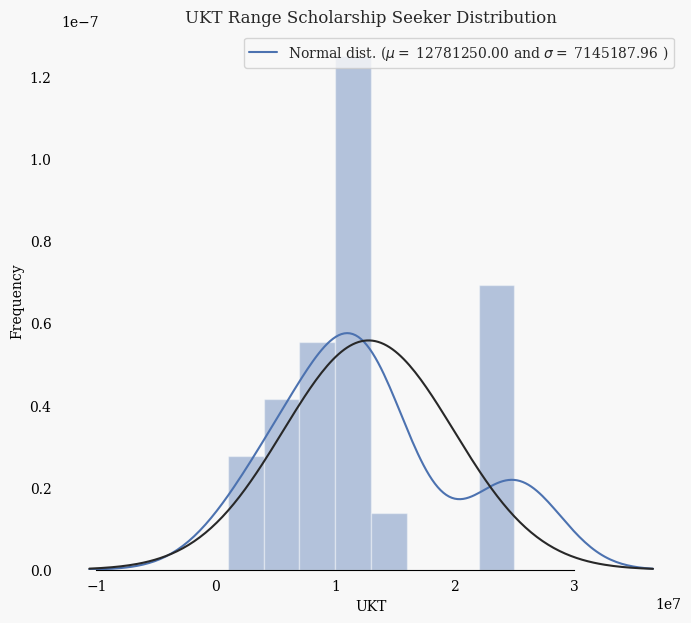 UKT Range Scholarship Seeker Distribution
1e−7
Normal dist. (μ = 12781250.00 and σ = 7145187.96 )
1.2
1.0
0.8
0.6
0.4
0.2
0.0
Frequency
−1 0 1 2 3
1e7
UKT